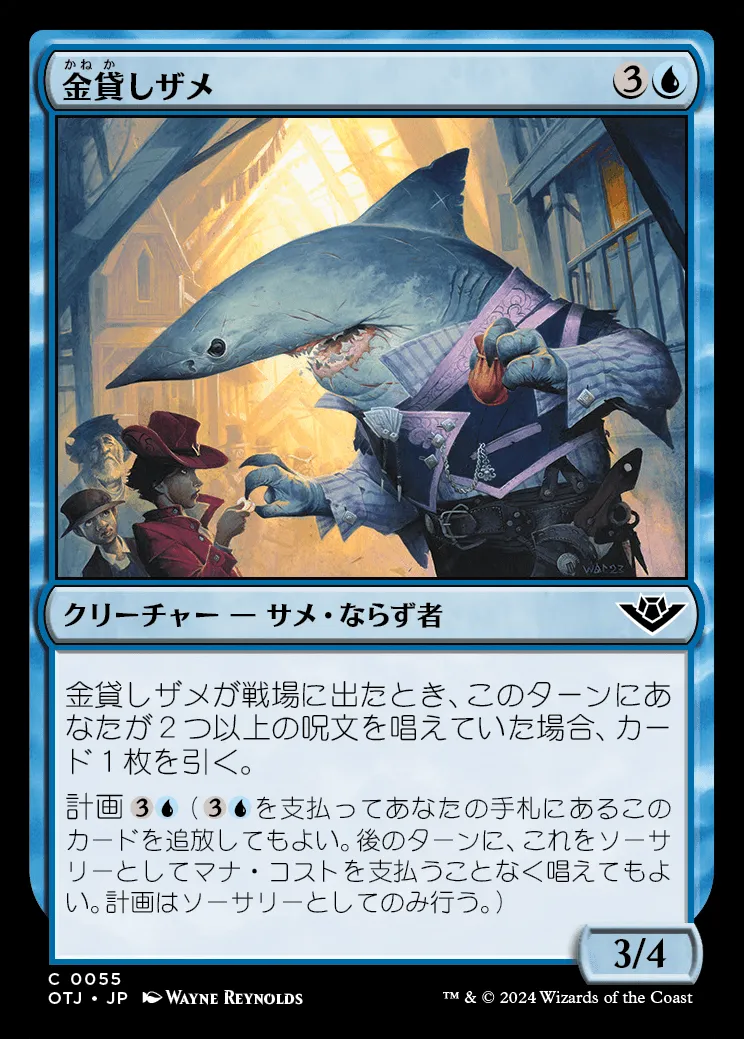 かねか
金貸しザメ
3
クリーチャー — サメ・ならず者
金貸しザメが戦場に出たとき、このターンにあ
なたが２つ以上の呪文を唱えていた場合、カー
ド１枚を引く。
計画 3 （ 3 を支払ってあなたの手札にあるこの
カードを追放してもよい。後のターンに、これをソーサ
リーとしてマナ・コストを支払うことなく唱えてもよ
い。計画はソーサリーとしてのみ行う。）
3/4
C 0055
OTJ • JP WAYNE REYNOLDS
™ & © 2024 Wizards of the Coast